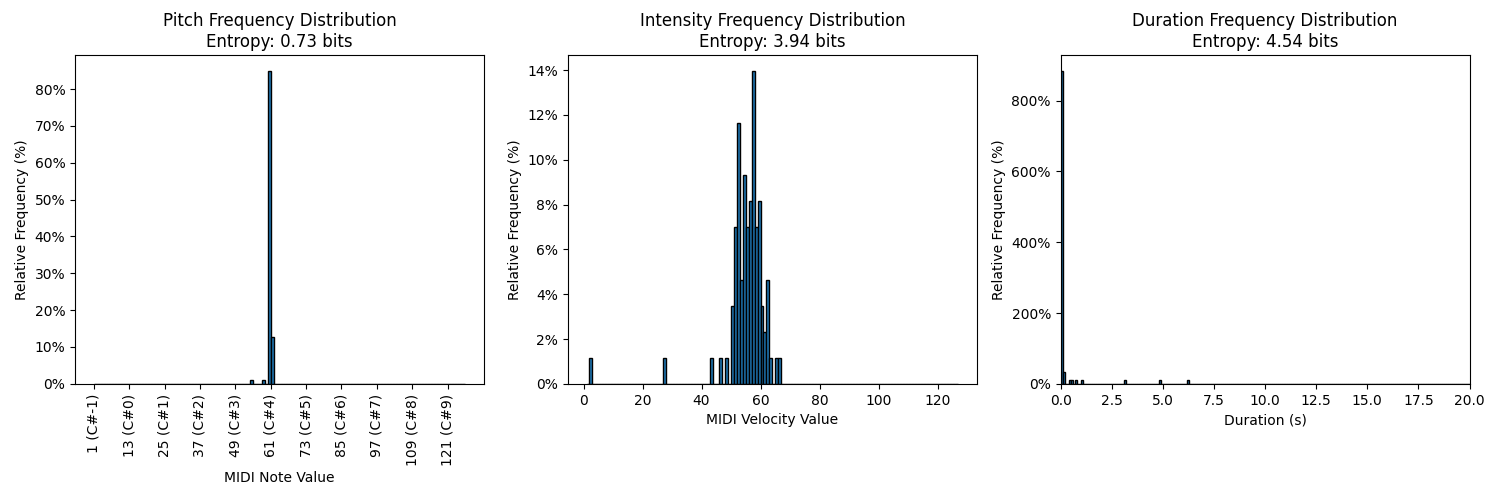 Pitch Frequency Distribution
Entropy: 0.73 bits
Relative Frequency (%)
80%
70%
60%
50%
40%
30%
20%
10%
0%
1 (C#-1)
13 (C#0)
25 (C#1)
37 (C#2)
49 (C#3)
61 (C#4)
73 (C#5)
85 (C#6)
97 (C#7)
109 (C#8)
121 (C#9)
MIDI Note Value
Intensity Frequency Distribution
Entropy: 3.94 bits
Relative Frequency (%)
14%
12%
10%
8%
6%
4%
2%
0%
0 20 40 60 80 100 120
MIDI Velocity Value
Duration Frequency Distribution
Entropy: 4.54 bits
Relative Frequency (%)
800%
600%
400%
200%
0%
0.0 2.5 5.0 7.5 10.0 12.5 15.0 17.5 20.0
Duration (s)